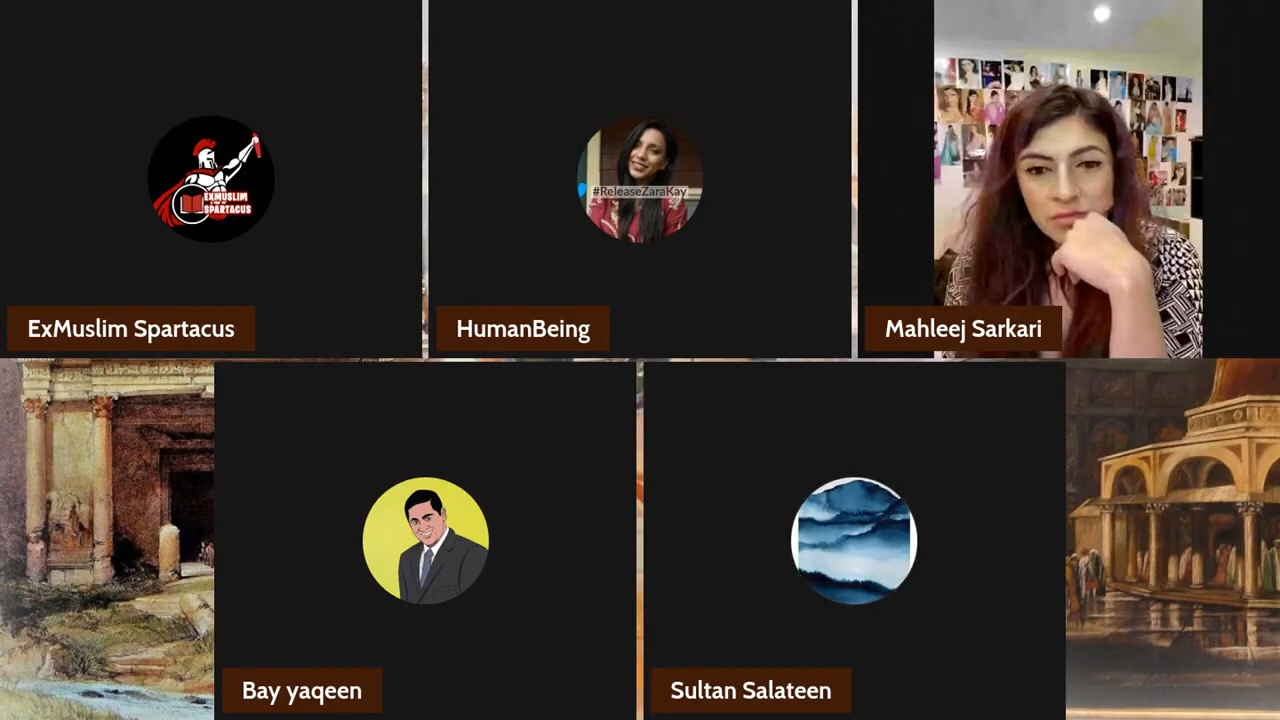 EXMUSLIM
SPARTACUS
#ReleaseZaraKay
ExMuslim Spartacus
HumanBeing
Mahleej Sarkari
Bay yaqeen
Sultan Salateen